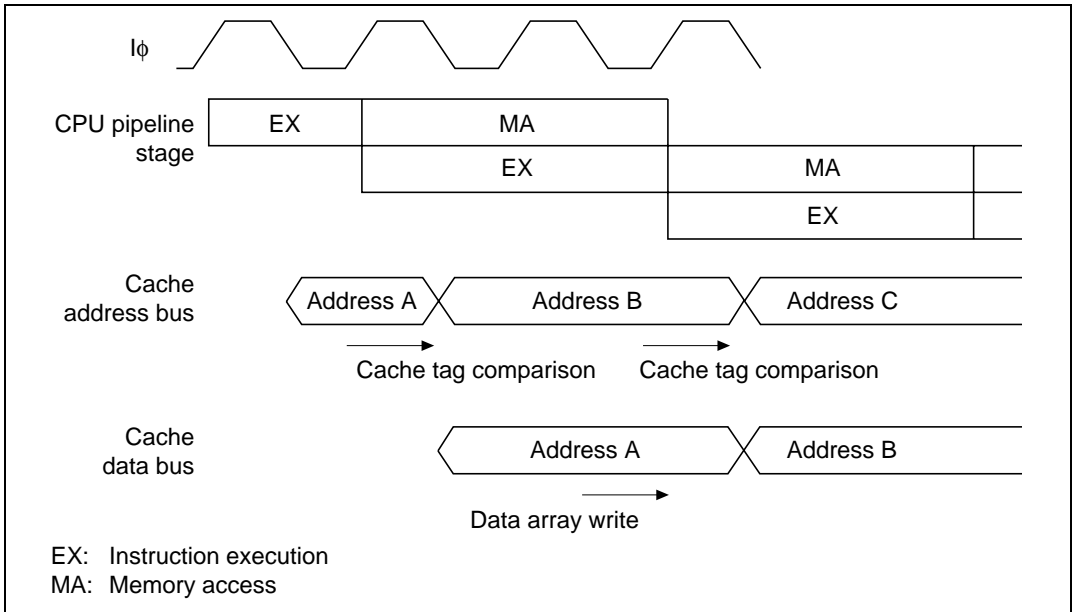 Iϕ
CPU pipeline
stage
EX
MA
EX
MA
EX
Cache
address bus
Address A
Address B
Address C
Cache tag comparison
Cache tag comparison
Cache
data bus
Address A
Address B
Data array write
EX: Instruction execution
MA: Memory access